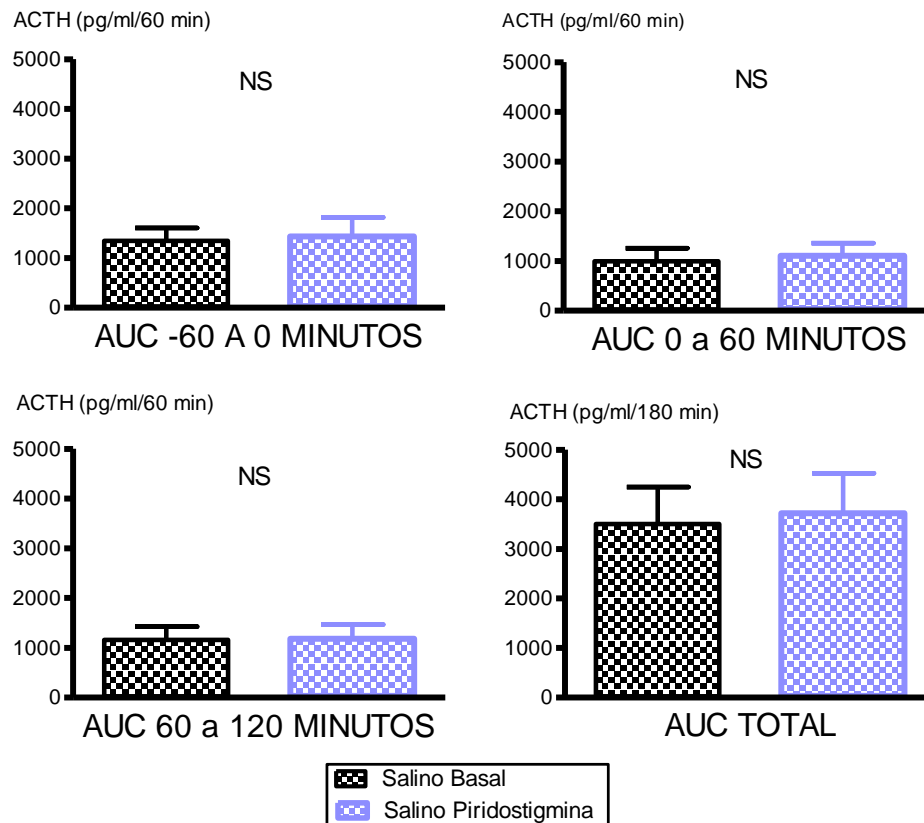 ACTH (pg/ml/60 min)
5000
4000
3000
2000
1000
0
NS
AUC -60 A 0 MINUTOS
ACTH (pg/ml/60 min)
5000
4000
3000
2000
1000
0
NS
AUC 0 a 60 MINUTOS
ACTH (pg/ml/60 min)
5000
4000
3000
2000
1000
0
NS
AUC 60 a 120 MINUTOS
ACTH (pg/ml/180 min)
5000
4000
3000
2000
1000
0
NS
AUC TOTAL
Salino Basal
Salino Piridostigmina